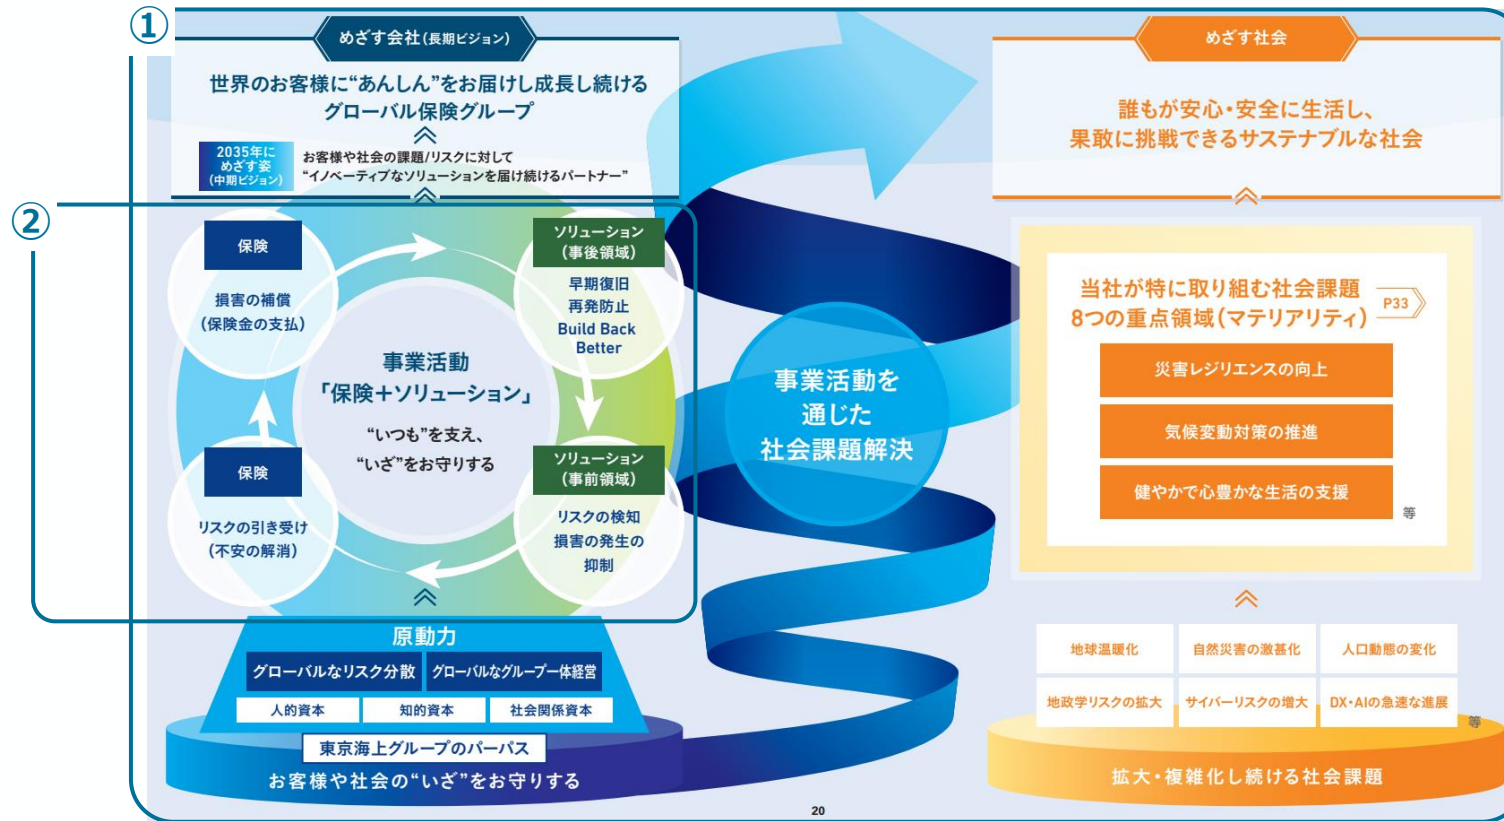 ①
めざす会社(長期ビジョン)
世界のお客様に“あんしん”をお届けし成長し続ける
グローバル保険グループ
2035年に
めざす姿
(中期ビジョン)
お客様や社会の課題/リスクに対して
“イノベーティブなソリューションを届け続けるパートナー”
②
保険
損害の補償
(保険金の支払)
ソリューション
(事後領域)
早期復旧
再発防止
Build Back
Better
事業活動
「保険＋ソリューション」
“いつも”を支え、
“いざ”をお守りする
保険
リスクの引き受け
(不安の解消)
ソリューション
(事前領域)
リスクの検知
損害の発生の
抑制
原動力
グローバルなリスク分散
グローバルなグループ一体経営
人的資本
知的資本
社会関係資本
東京海上グループのパーパス
お客様や社会の“いざ”をお守りする
事業活動を
通じた
社会課題解決
めざす社会
誰もが安心・安全に生活し、
果敢に挑戦できるサステナブルな社会
当社が特に取り組む社会課題
8つの重点領域(マテリアリティ)
P33
災害レジリエンスの向上
気候変動対策の推進
健やかで心豊かな生活の支援
等
地球温暖化
自然災害の激甚化
人口動態の変化
地政学リスクの拡大
サイバーリスクの増大
DX・AIの急速な進展
等
拡大・複雑化し続ける社会課題
20